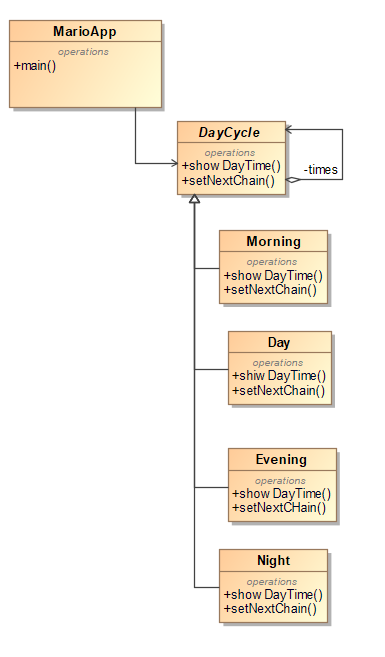 MarioApp
operations
+main()
DayCycle
operations
+show DayTime()
+setNextChain()
-times
Morning
operations
+show DayTime()
+setNextChain()
Day
operations
+shiw DayTime()
+setNextChain()
Evening
operations
+show DayTime()
+setNextCHain()
Night
operations
+show DayTime()
+setNextChain()